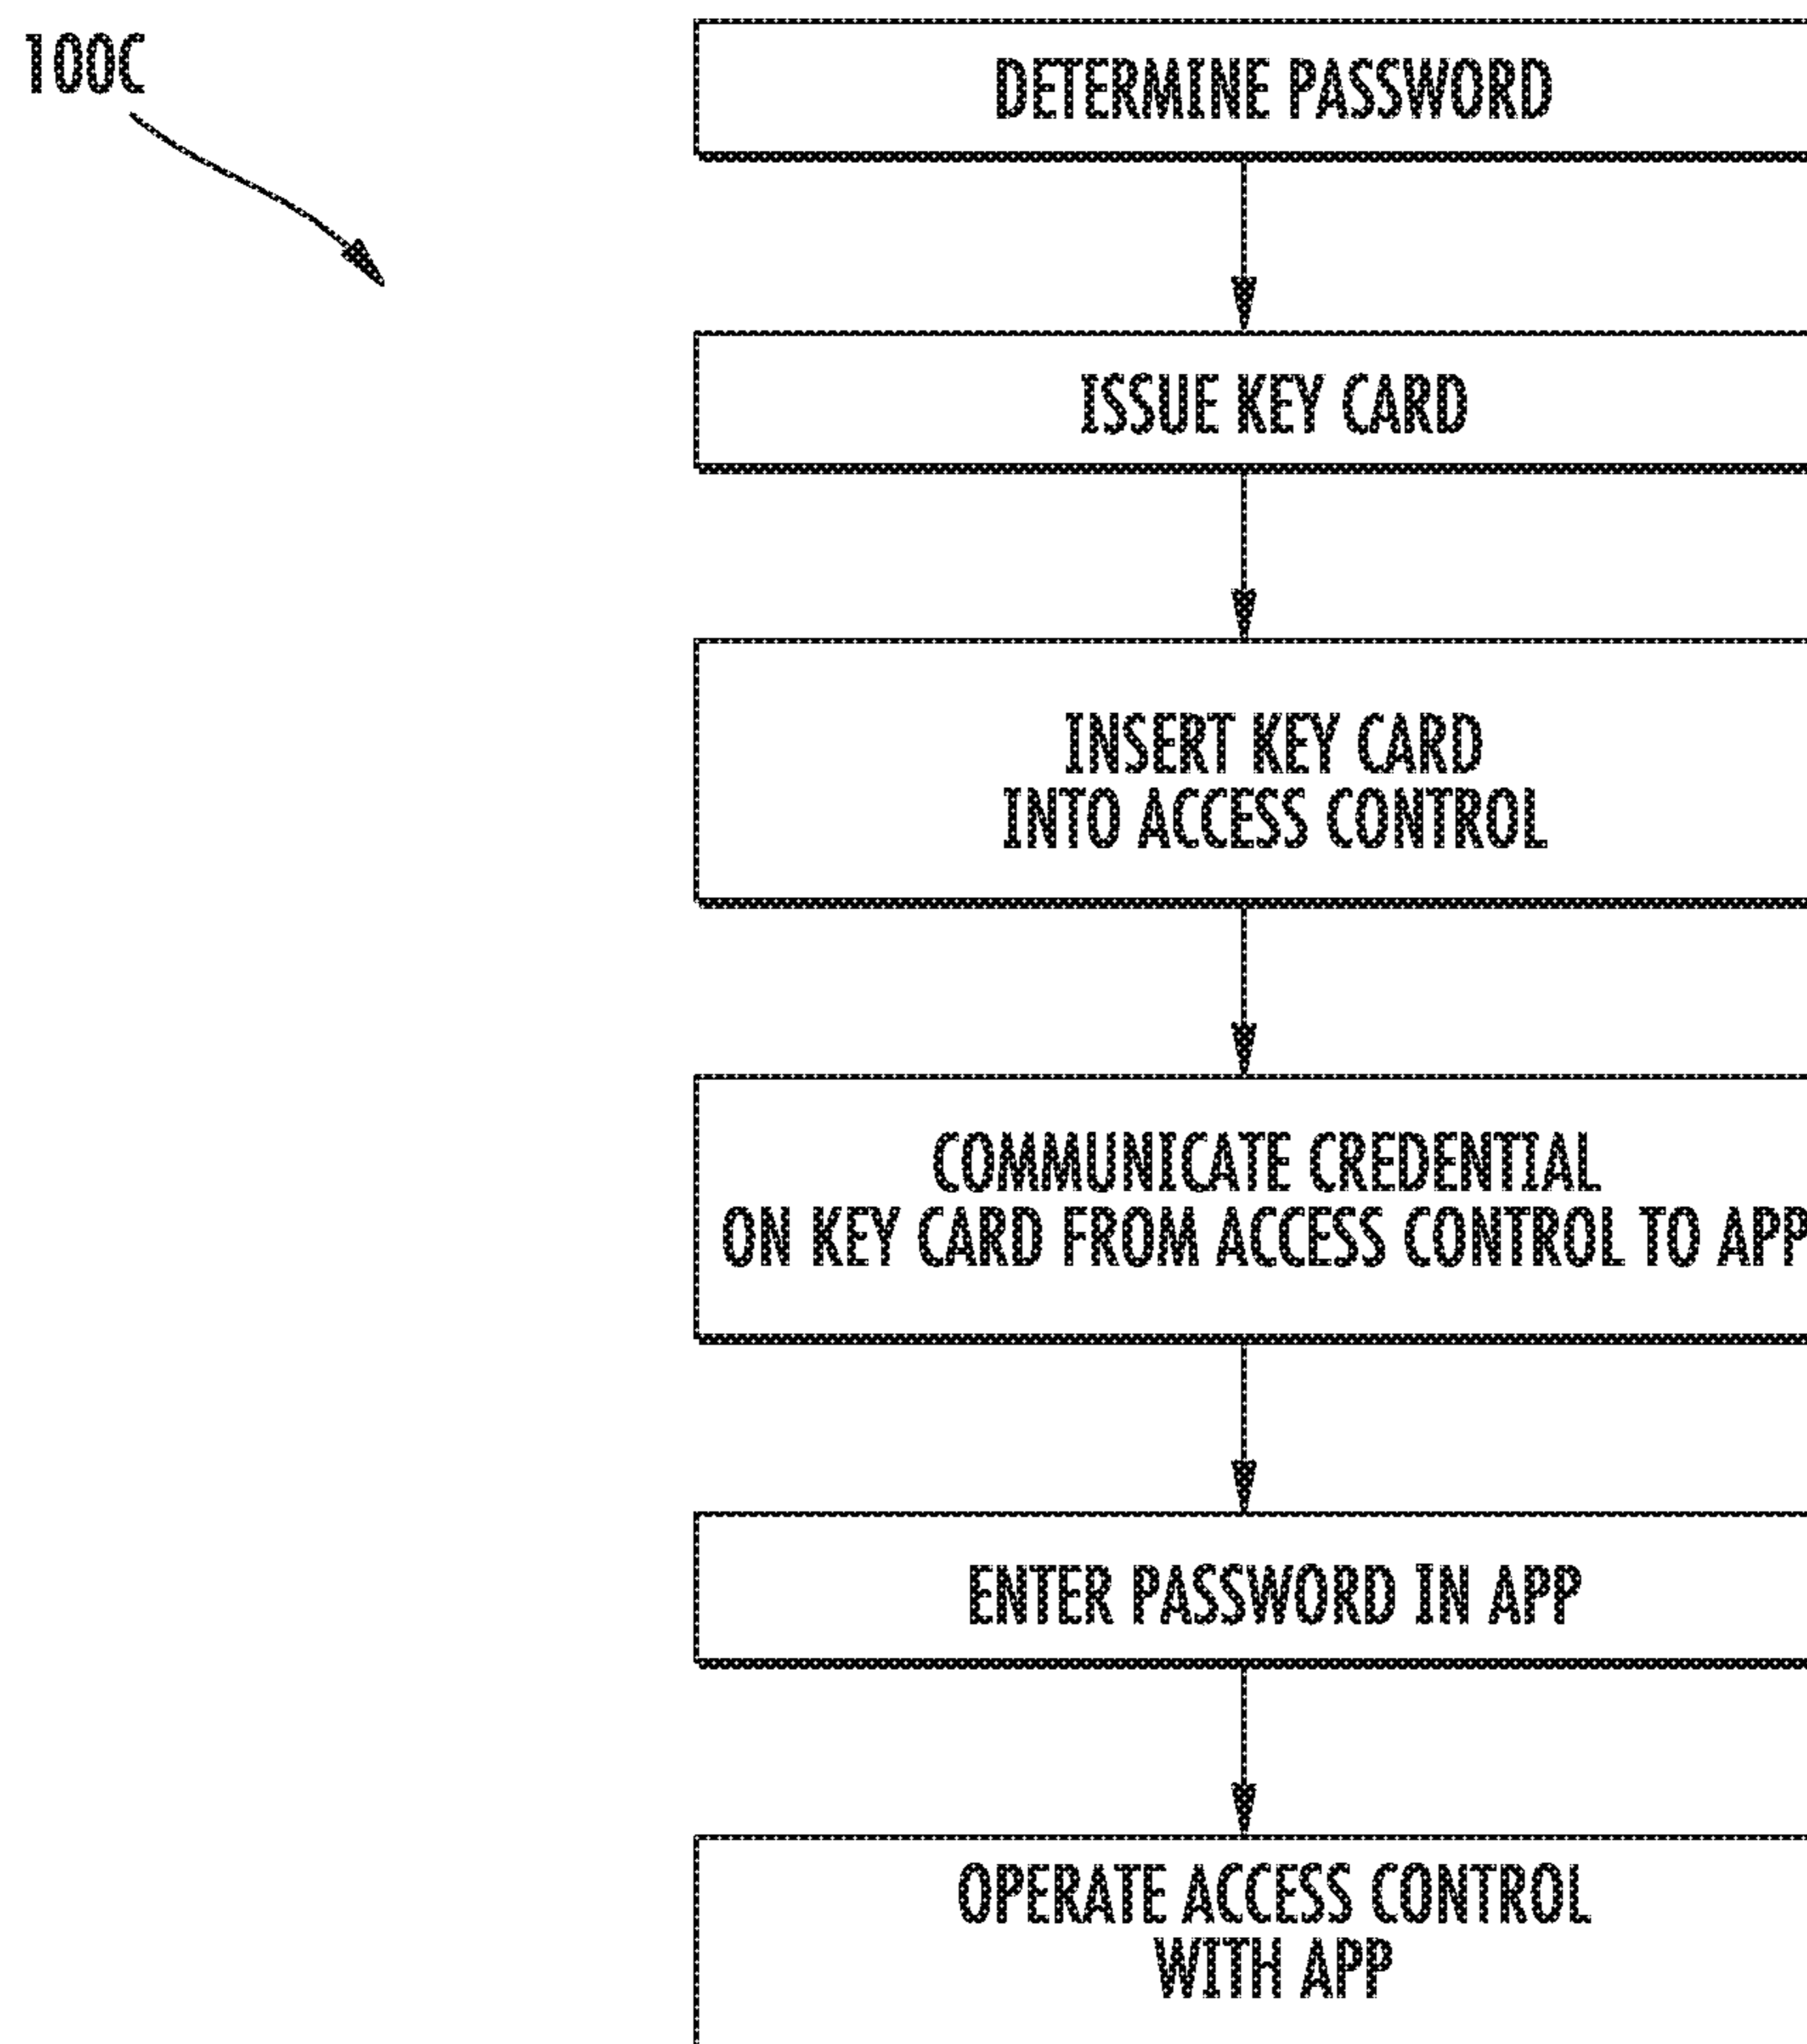 100C
DETERMINE PASSWORD
ISSUE KEY CARD
INSERT KEY CARD
INTO ACCESS CONTROL
COMMUNICATE CREDENTIAL
ON KEY CARD FROM ACCESS CONTROL TO APP
ENTER PASSWORD IN APP
OPERATE ACCESS CONTROL
WITH APP